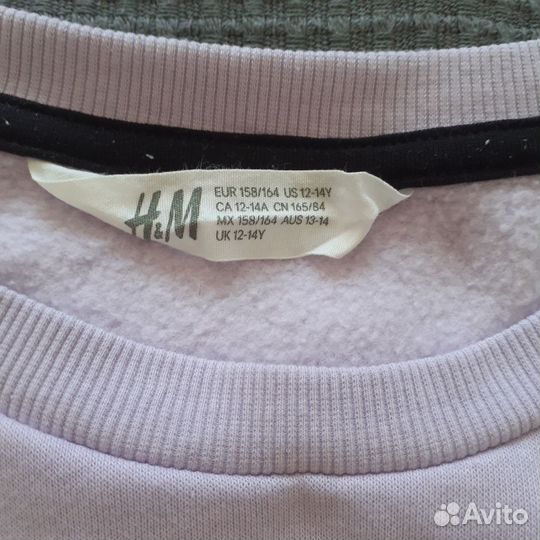 H&M
EUR 158/164 US 12-14Y
CA 12-14A CN 165/84
MX 158/164 AUS 13-14
UK 12-14Y
Avito